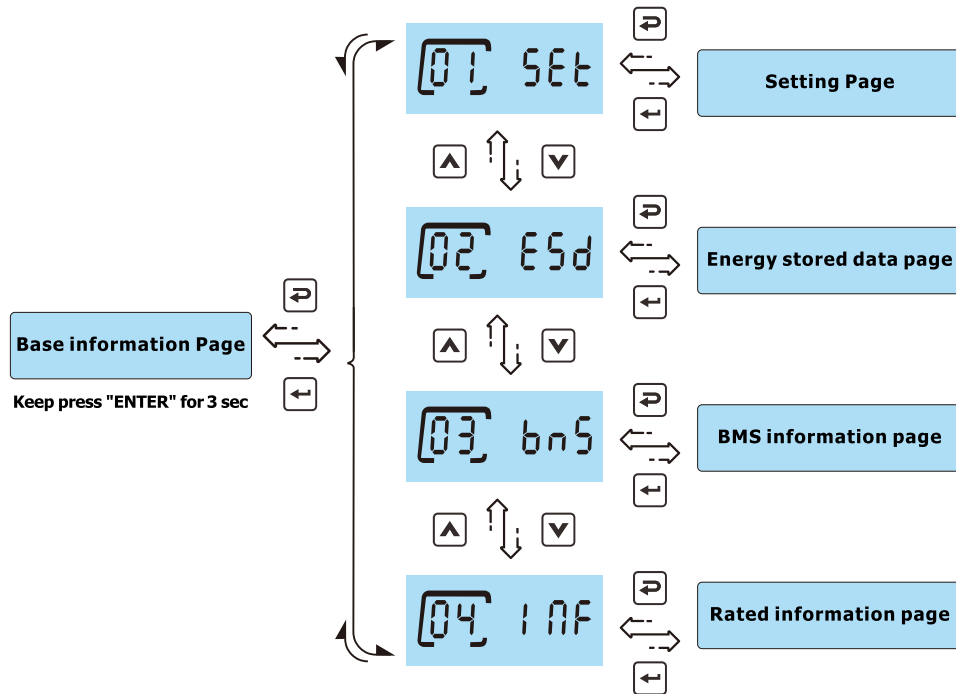 01 SEt
Setting Page
02 ESd
Energy stored data page
Base information Page
Keep press "ENTER" for 3 sec
03 bnS
BMS information page
04 INF
Rated information page